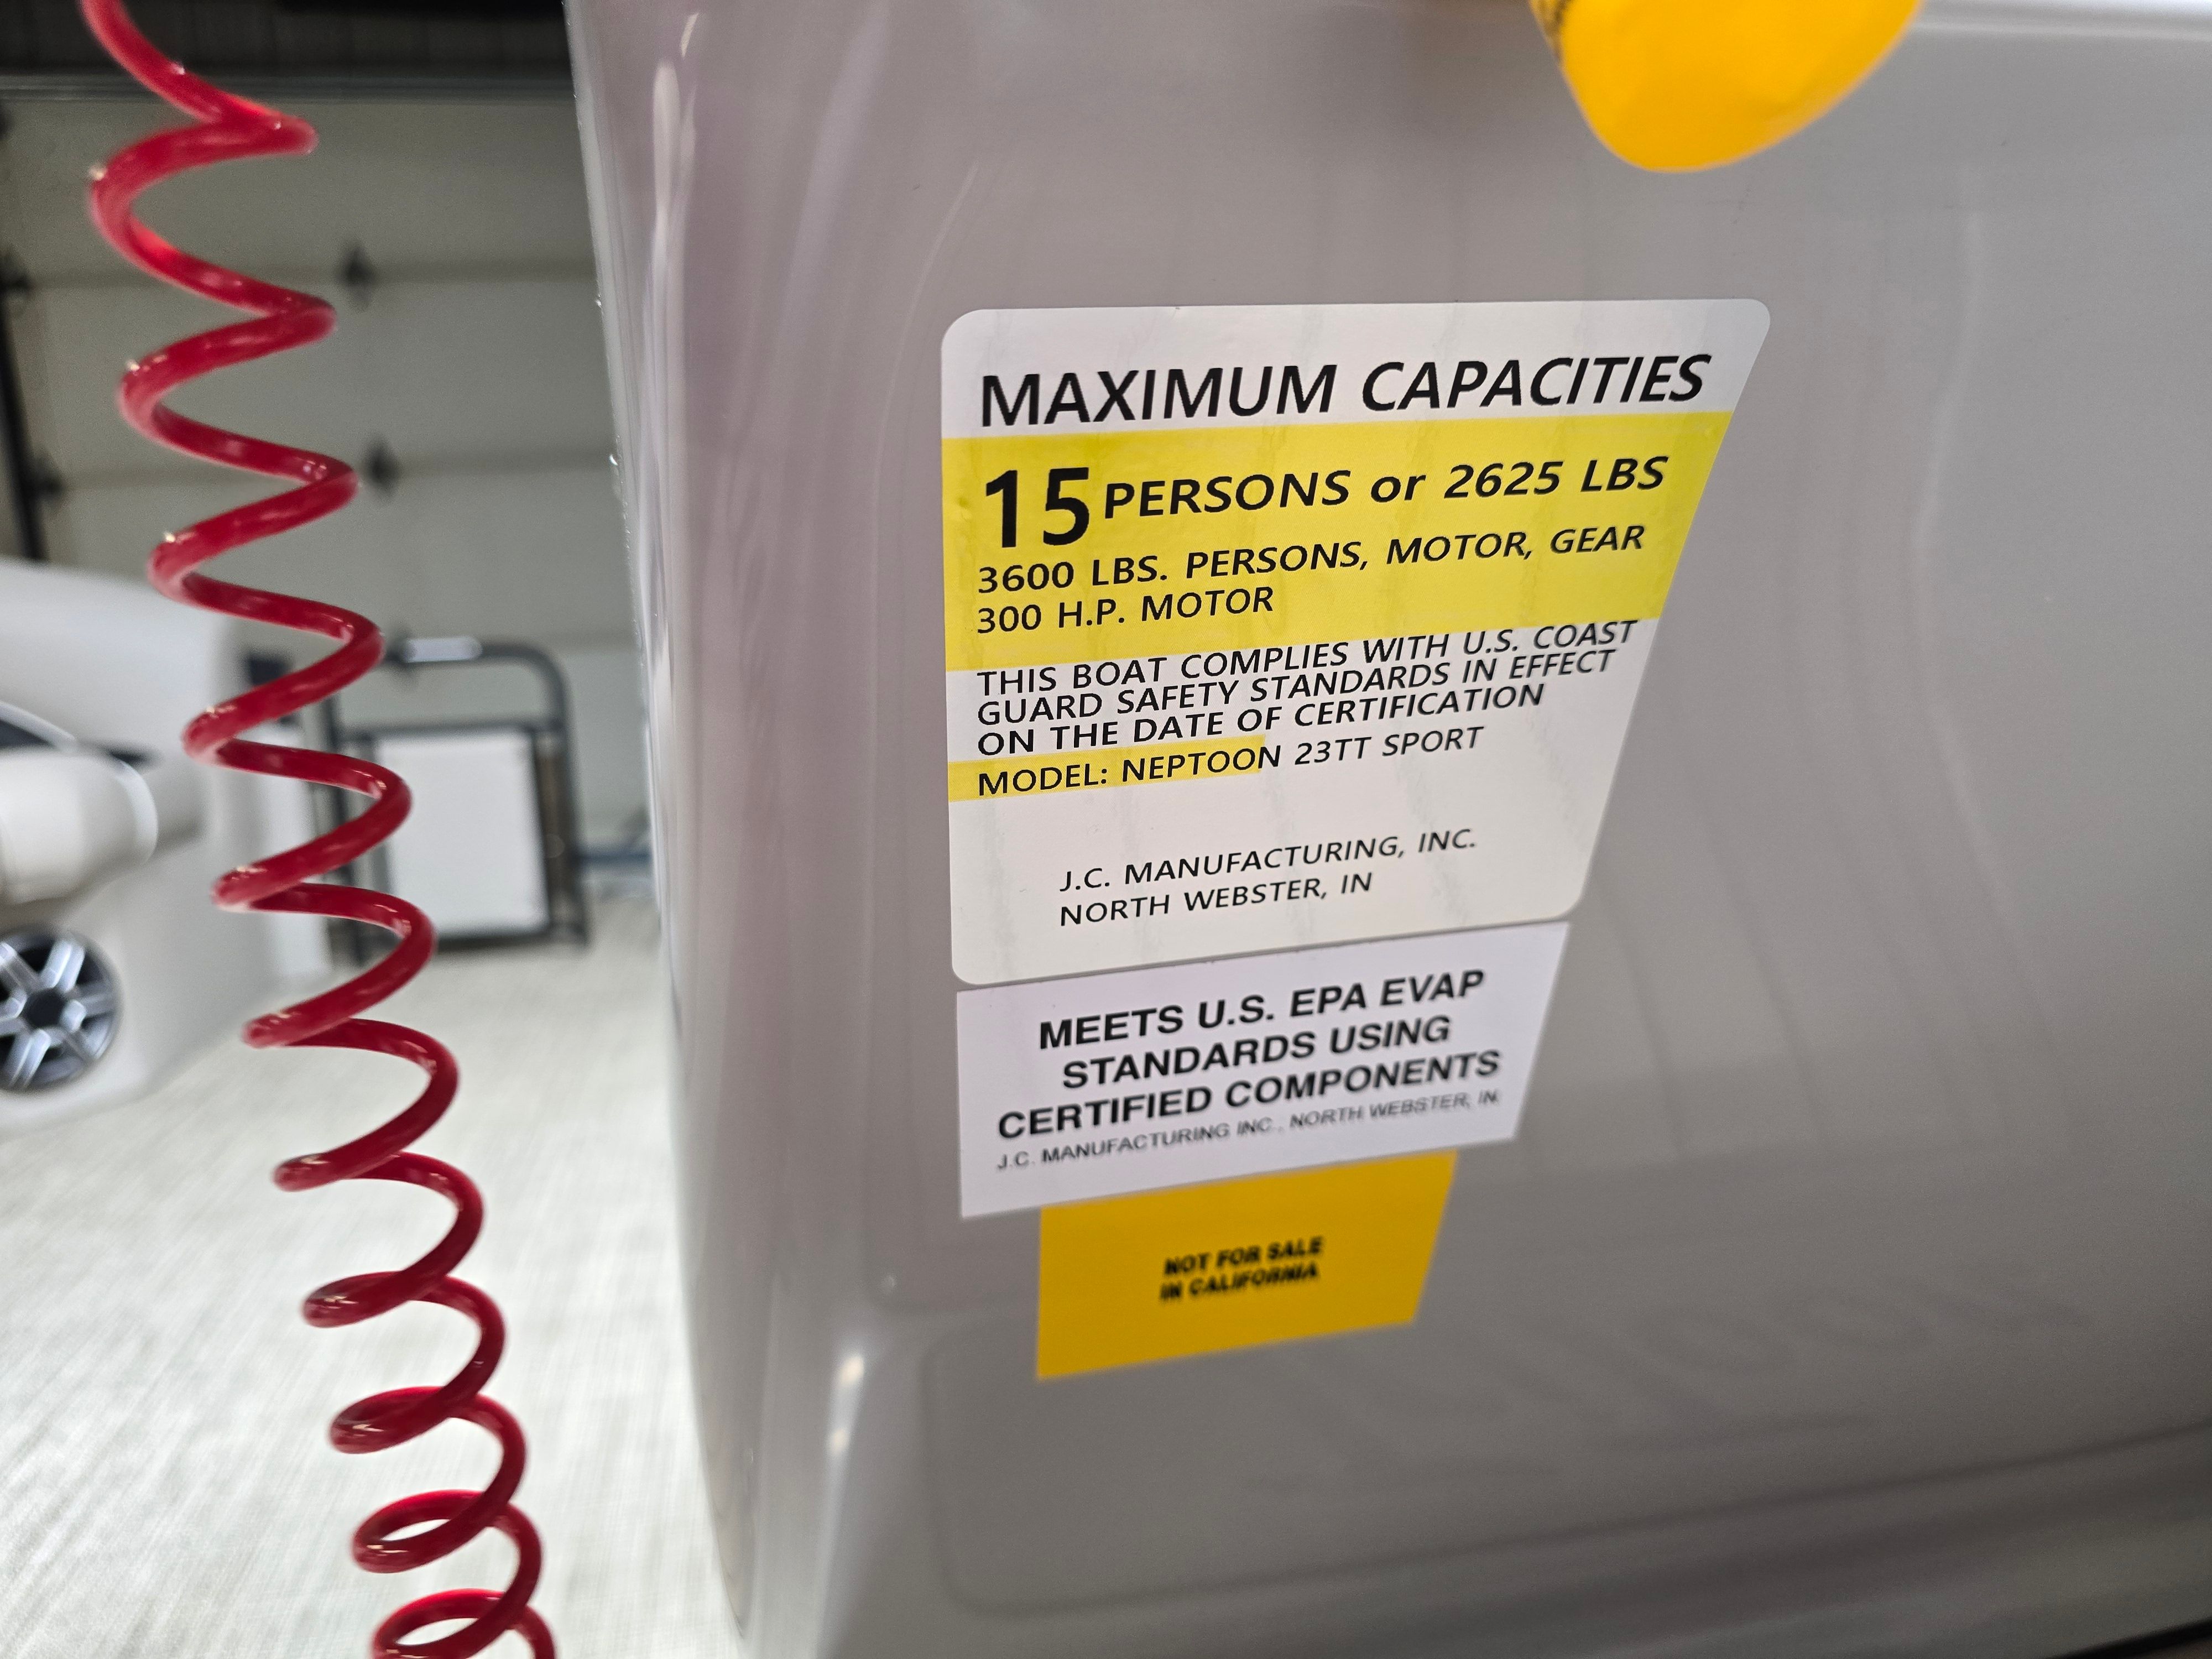 MAXIMUM CAPACITIES
15 PERSONS or 2625 LBS
3600 LBS. PERSONS, MOTOR, GEAR
300 H.P. MOTOR
THIS BOAT COMPLIES WITH U.S. COAST
GUARD SAFETY STANDARDS IN EFFECT
ON THE DATE OF CERTIFICATION
MODEL: NEPTOON 23TT SPORT
J.C. MANUFACTURING, INC.
NORTH WEBSTER, IN
MEETS U.S. EPA EVAP
STANDARDS USING
CERTIFIED COMPONENTS
J.C. MANUFACTURING INC., NORTH WEBSTER, IN
NOT FOR SALE
IN CALIFORNIA